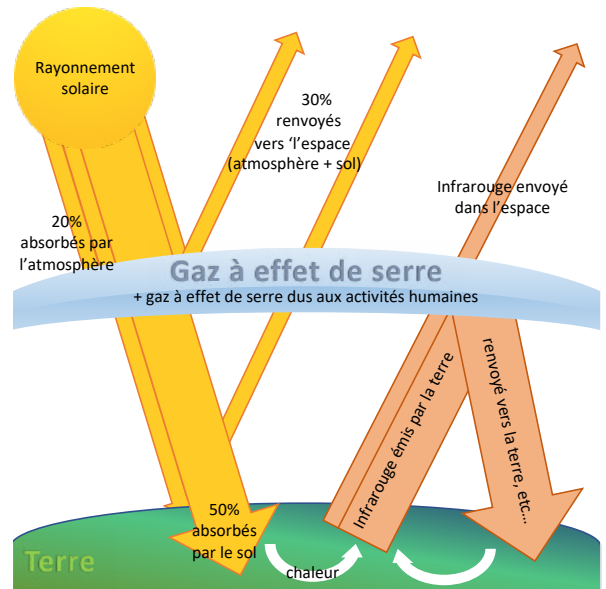 Rayonnement
solaire
30%
renvoyés
vers ‘l’espace
(atmosphère + sol)
Infrarouge envoyé
dans l’espace
20%
absorbés par
l’atmosphère
Gaz à effet de serre
+ gaz à effet de serre dus aux activités humaines
Infrarouge émis par la terre
renvoyé vers la terre, etc...
50%
absorbés
par le sol
Terre
chaleur